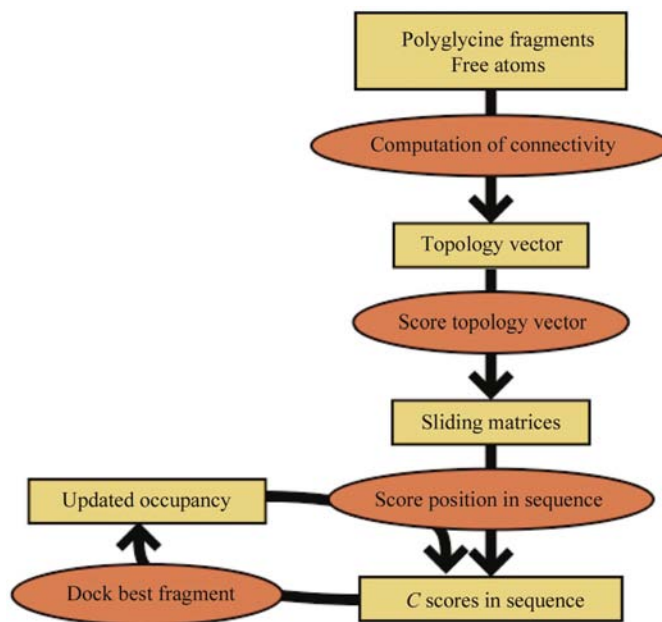 Polyglycine fragments
Free atoms
Computation of connectivity
Topology vector
Score topology vector
Sliding matrices
Updated occupancy
Score position in sequence
Dock best fragment
C scores in sequence